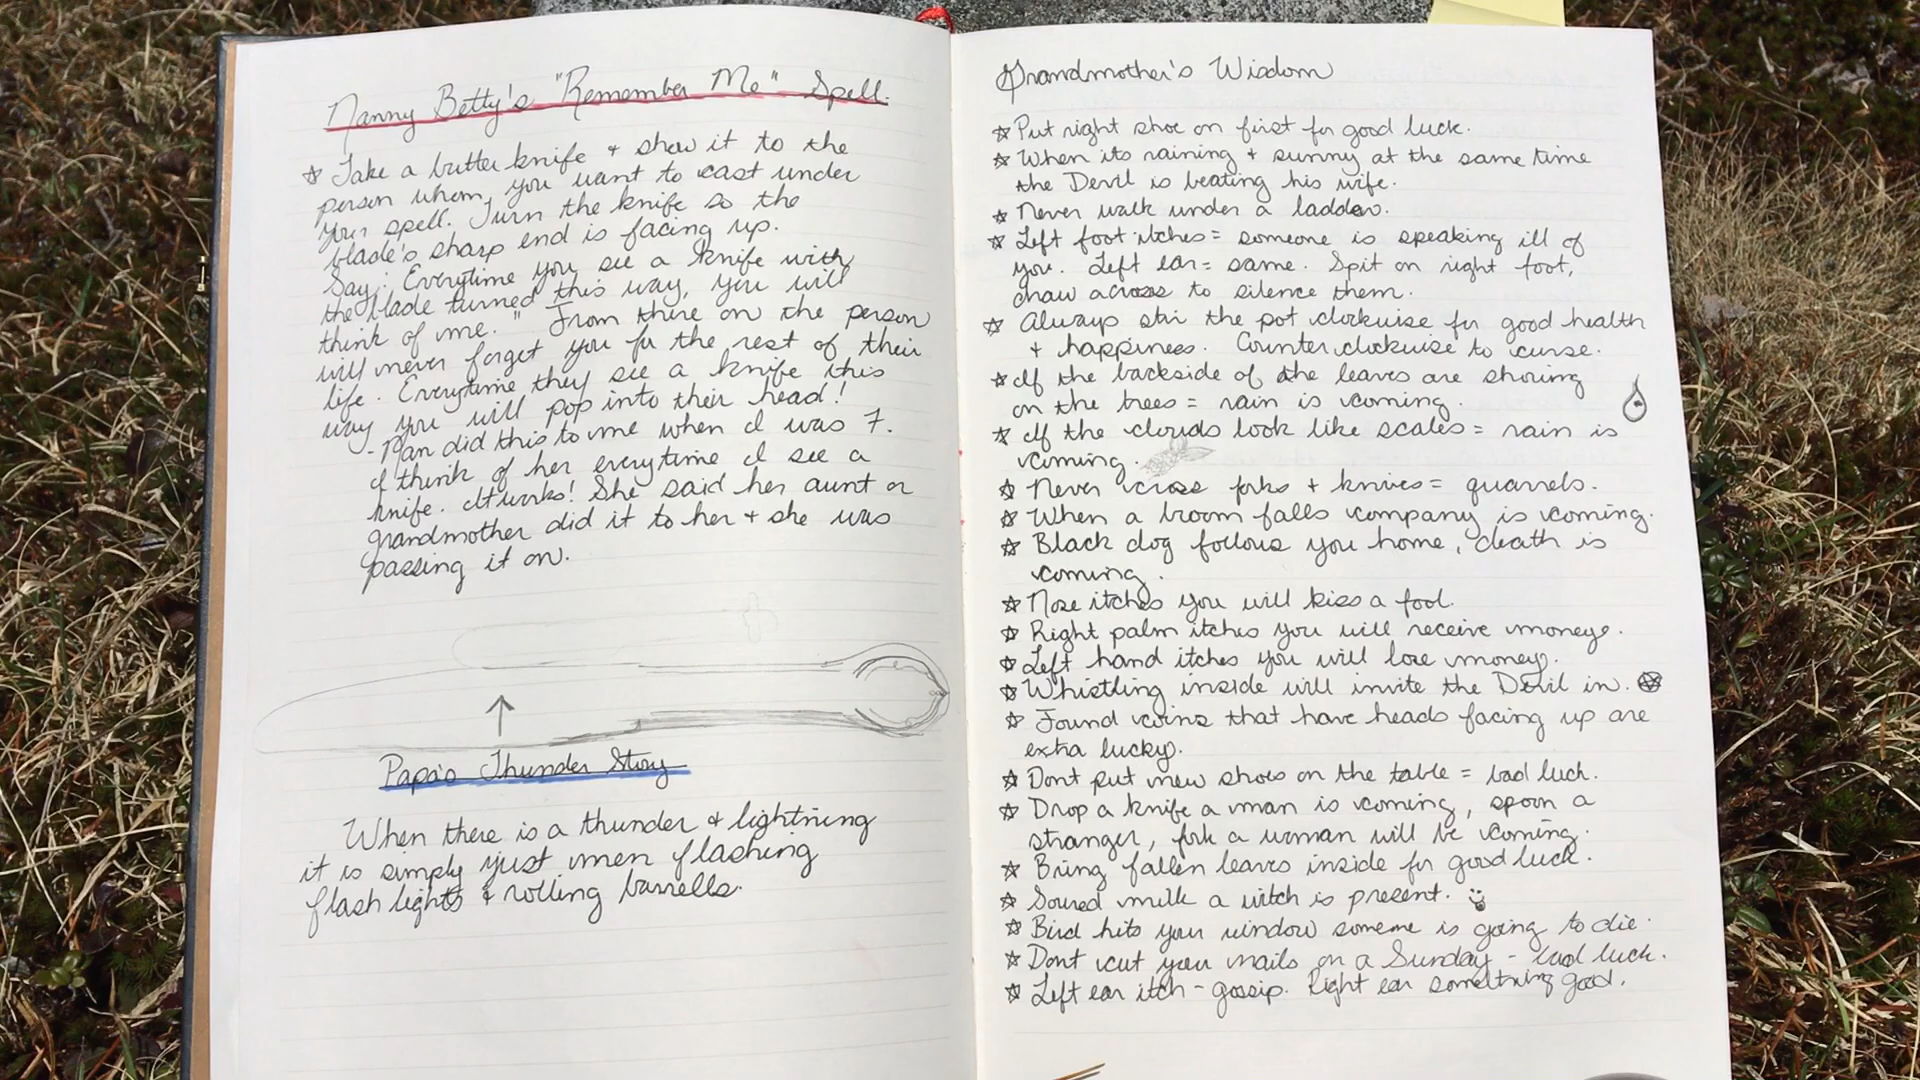 Nanny Betty's "Remember Me" Spell.
☆ Take a butter knife + show it to the
person whom you want to cast under
your spell. Turn the knife so the
blade's sharp end is facing up.
Say: Everytime you see a knife with
the blade turned this way, you will
think of me." From there on the person
will never forget you for the rest of their
life. Everytime they see a knife this
way you will pop into their head!
- Nan did this to me when I was 7.
I think of her everytime I see a
knife. It works! She said her aunt or
grandmother did it to her + she was
passing it on.
Papa's Thunder Story
When there is a thunder & lightning
it is simply just men flashing
flash lights & rolling barrells.
Grandmother's Wisdom
☆ Put right shoe on first for good luck.
☆ When its raining + sunny at the same time
the Devil is beating his wife.
☆ Never walk under a ladder.
☆ Left foot itches = someone is speaking ill of
you. Left ear = same. Spit on right foot,
draw across to silence them.
☆ Always stir the pot clockwise for good health
+ happiness. Counter clockwise to curse.
☆ If the backside of the leaves are showing
on the trees = rain is coming.
☆ If the clouds look like scales = rain is
coming.
☆ Never cross forks + knives = quarrels.
☆ When a broom falls company is coming.
☆ Black dog follows you home, death is
coming.
☆ Nose itches you will kiss a fool.
☆ Right palm itches you will receive money.
☆ Left hand itches you will lose money.
☆ Whistling inside will invite the Devil in.
☆ Found coins that have heads facing up are
extra lucky.
☆ Dont put new shoes on the table = bad luck.
☆ Drop a knife a man is coming, spoon a
stranger, fork a woman will be coming.
☆ Bring fallen leaves inside for good luck.
☆ Soured milk a witch is present.
☆ Bird hits your window someone is going to die.
☆ Dont cut your nails on a Sunday - bad luck.
☆ Left ear itch - gossip. Right ear something good.